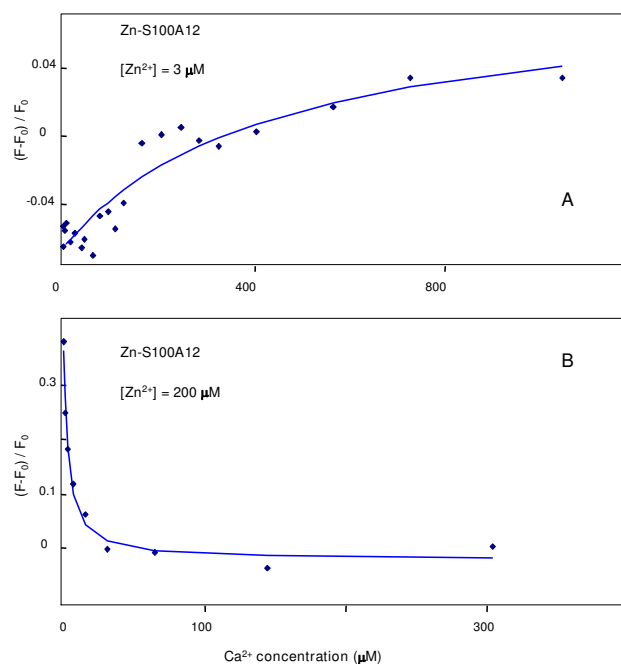 Zn-S100A12
[Zn²⁺] = 3 μM
0.04
0
-0.04
(F-F₀) / F₀
A
0
400
800
Zn-S100A12
[Zn²⁺] = 200 μM
B
0.3
0.1
0
(F-F₀) / F₀
0
100
300
Ca²⁺ concentration (μM)